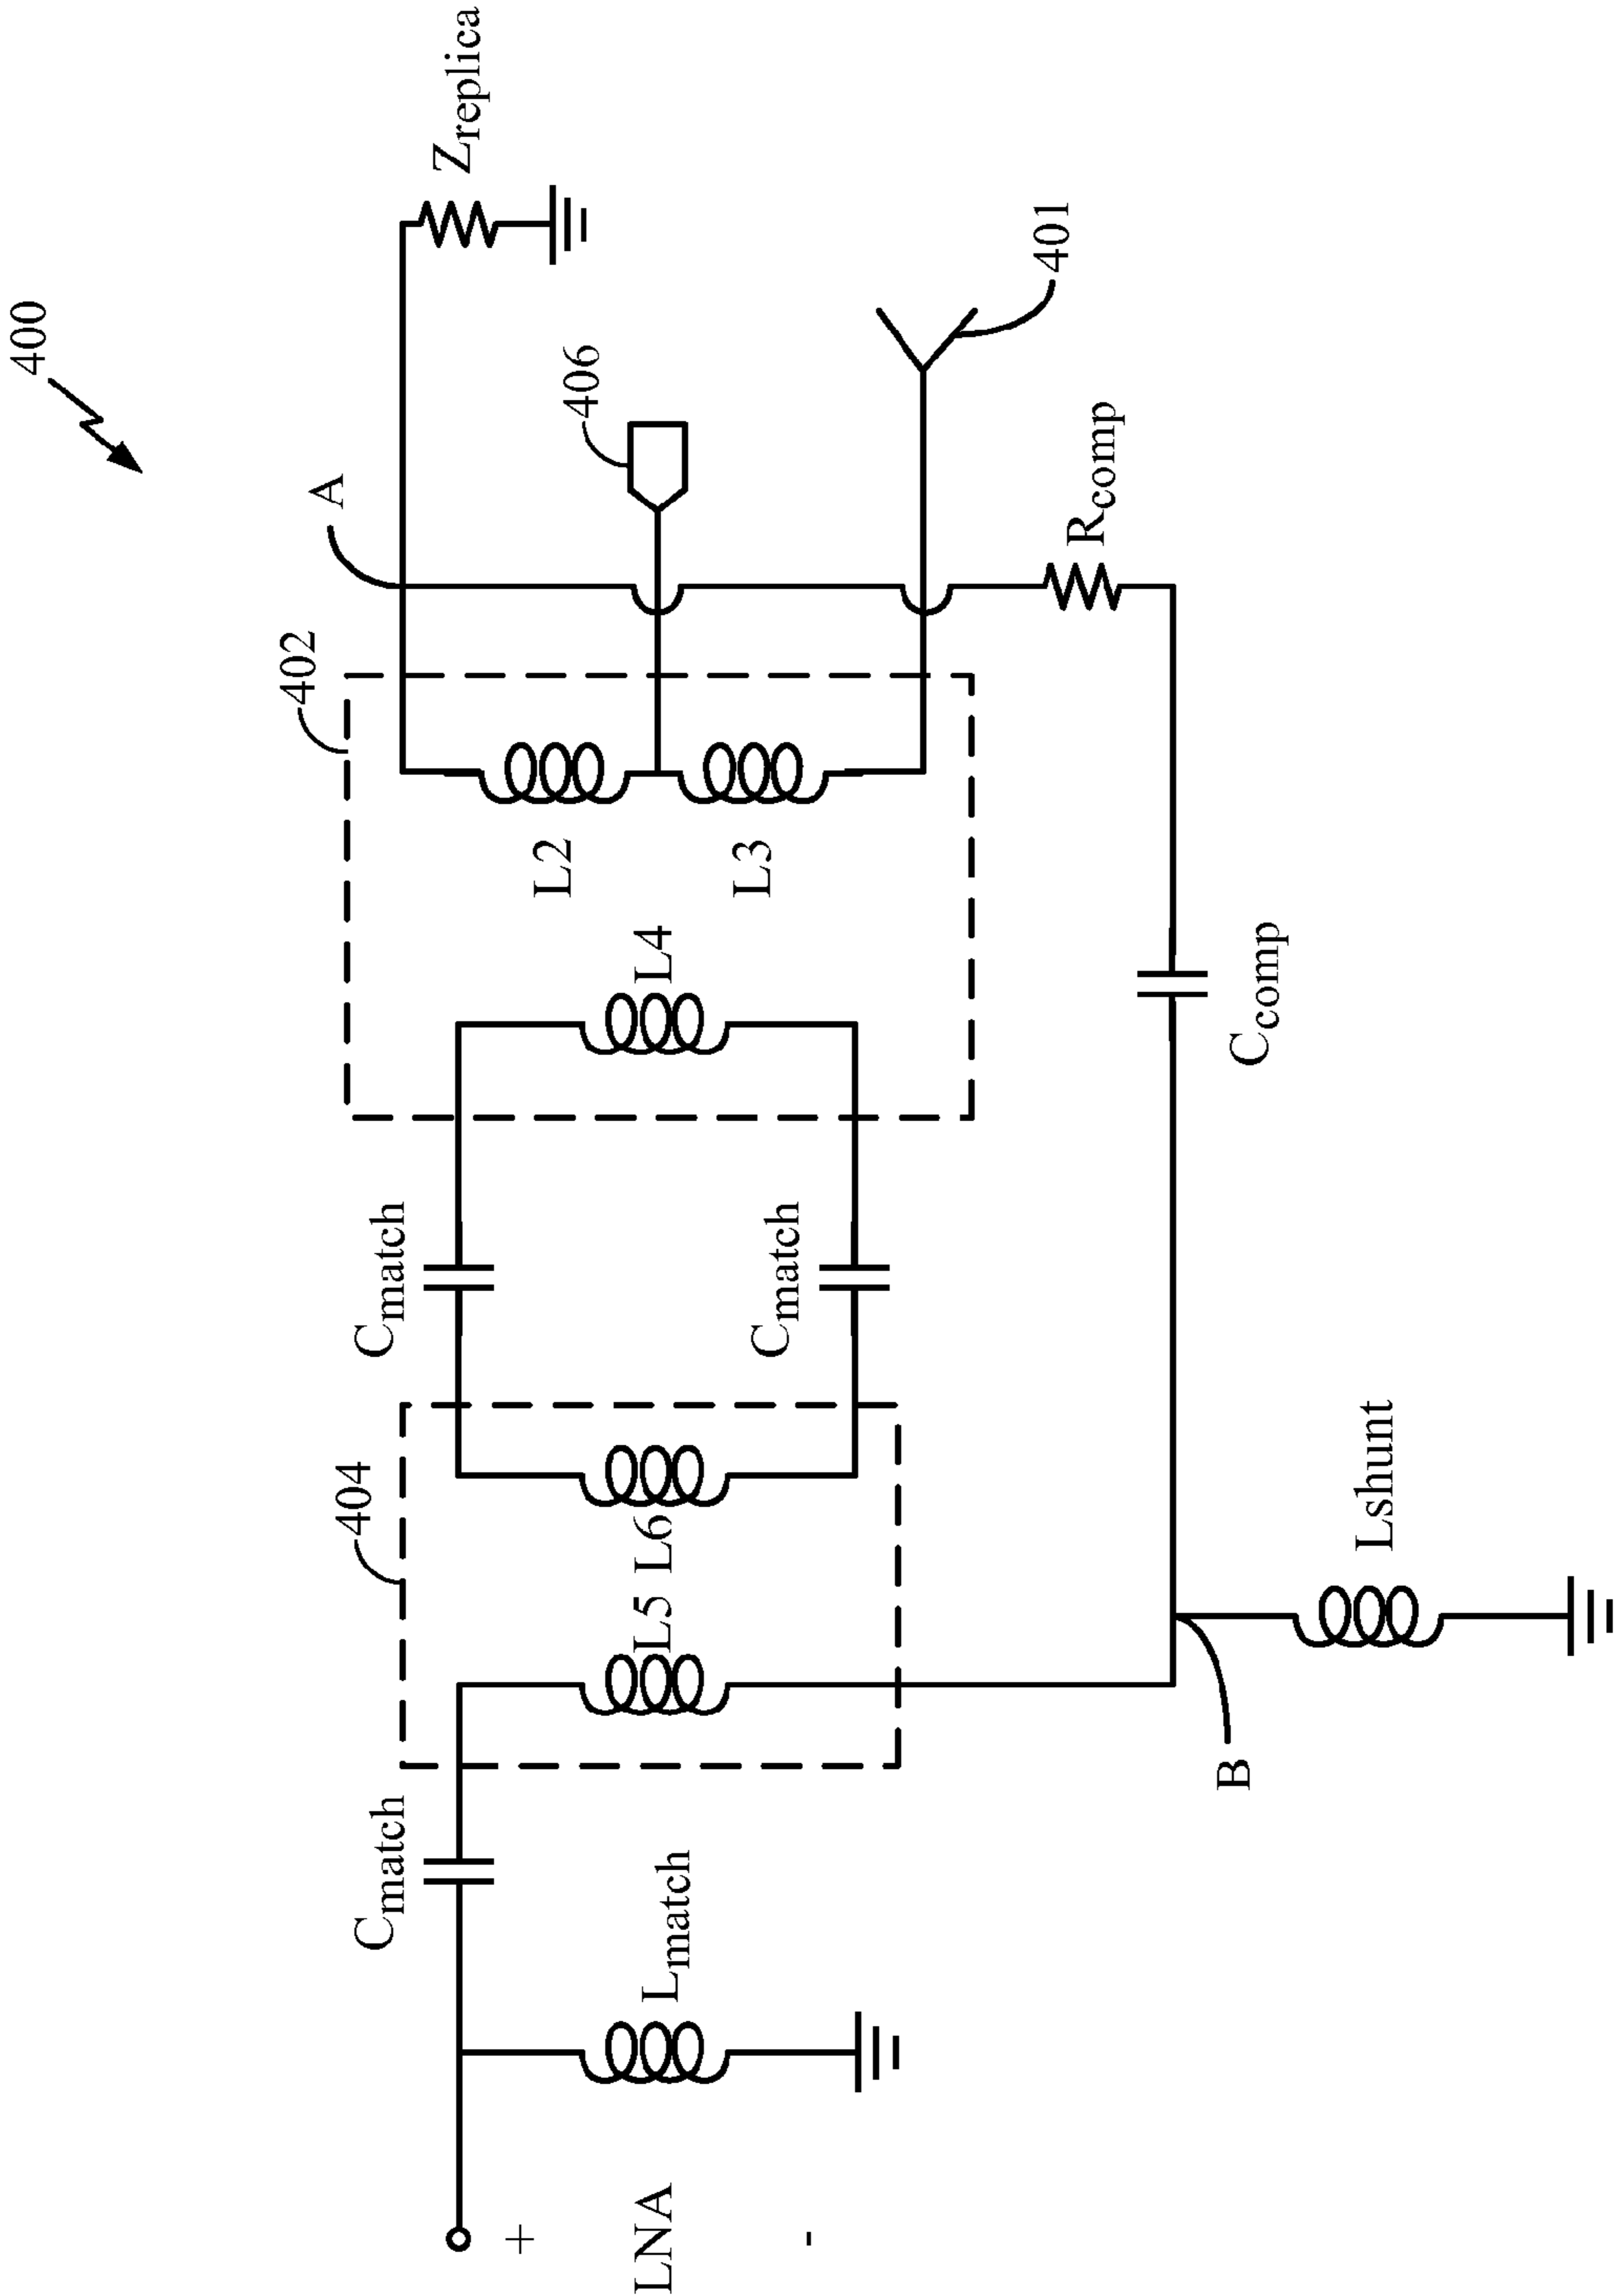 400
A
Zreplica
402
406
L2
L3
401
L4
Rcomp
Cmatch
Cmatch
Ccomp
404
L6
L5
Cmatch
Lmatch
B
Lshunt
+
LNA
-